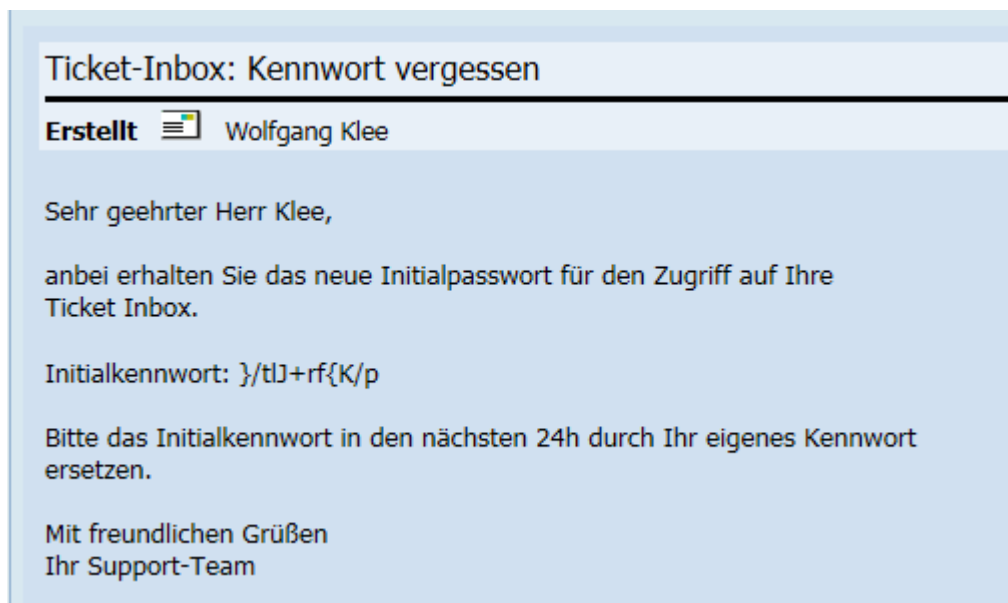 Ticket-Inbox: Kennwort vergessen
Erstellt Wolfgang Klee
Sehr geehrter Herr Klee,
anbei erhalten Sie das neue Initialpasswort für den Zugriff auf Ihre
Ticket Inbox.
Initialkennwort: }/tlJ+rf{K/p
Bitte das Initialkennwort in den nächsten 24h durch Ihr eigenes Kennwort
ersetzen.
Mit freundlichen Grüßen
Ihr Support-Team